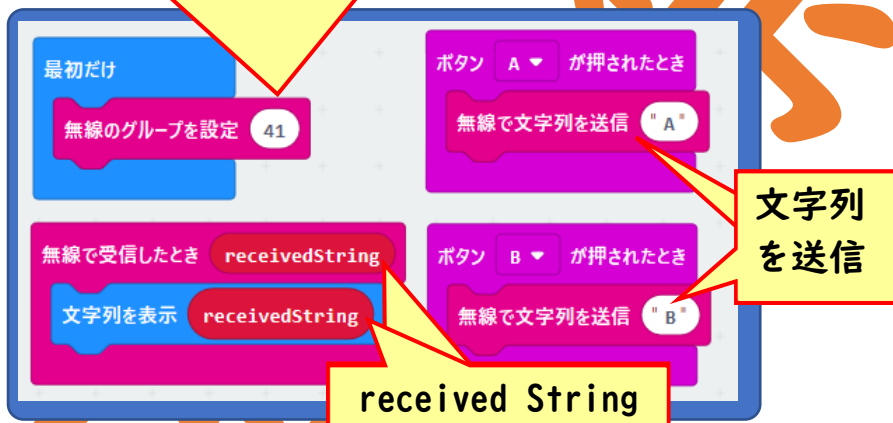 最初だけ
無線のグループを設定 41
ボタン A が押されたとき
無線で文字列を送信 "A"
文字列
を送信
無線で受信したとき receivedString
文字列を表示 receivedString
ボタン B が押されたとき
無線で文字列を送信 "B"
received String